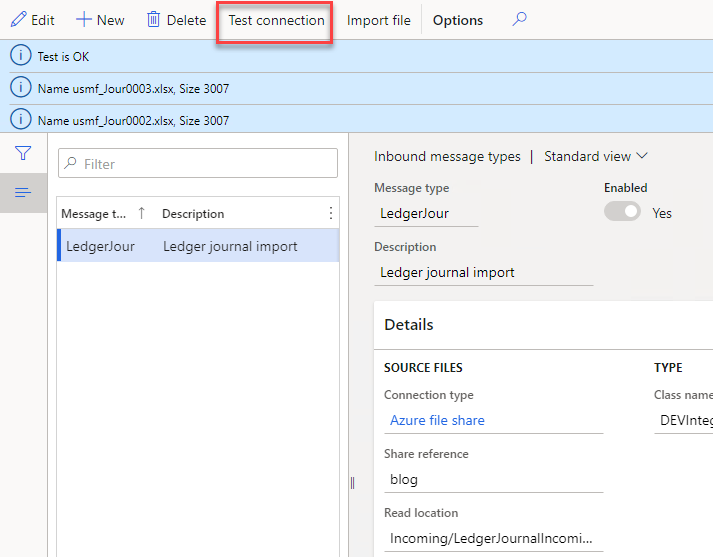 Edit New Delete Test connection Import file Options
Test is OK
Name usmf_Jour0003.xlsx, Size 3007
Name usmf_Jour0002.xlsx, Size 3007
Filter
Message t... Description
LedgerJour Ledger journal import
Inbound message types | Standard view
Message type Enabled
LedgerJour Yes
Description
Ledger journal import
Details
SOURCE FILES TYPE
Connection type Class name
Azure file share DEVInteg
Share reference
blog
Read location
Incoming/LedgerJournalIncomi...